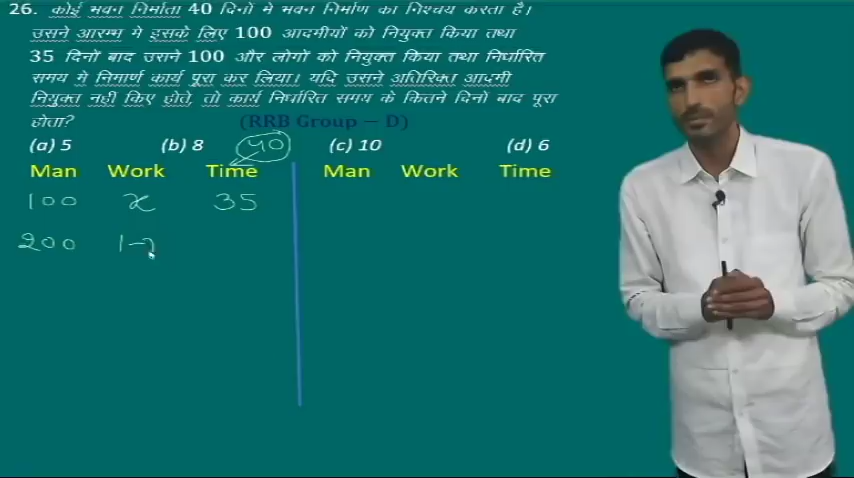 26. कोई भवन निर्माता 40 दिनो मे भवन निर्माण का निश्चय करता है।
उसने आरम्भ मे इसके लिए 100 आदमीयों को नियुक्त किया तथा
35 दिनों बाद उसने 100 और लोगों को नियुक्त किया तथा निर्धारित
समय मे निमार्ण कार्य पूरा कर लिया। यदि उसने अतिरिक्त आदमी
नियुक्त नही किए होते, तो कार्य निर्धारित समय के कितने दिनो बाद पूरा
होता?
(RRB Group – D)
(a) 5 (b) 8 (c) 10 (d) 6
40
Man Work Time Man Work Time
100 x 35
200 1-